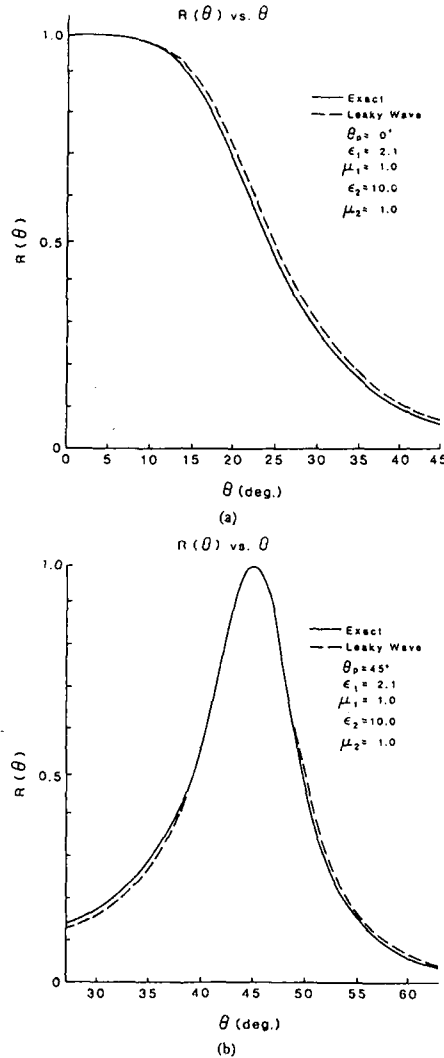 R(θ) vs. θ
1.0
Exact
Leaky Wave
θp≈0°
ϵ1 = 2.1
μ1 = 1.0
ϵ2=10.0
μ2= 1.0
R(θ)
0.5
0
0 5 10 15 20 25 30 35 40 45
θ (deg.)
(a)
R(θ) vs. θ
1.0
Exact
Leaky Wave
θp≈45°
ϵ1 = 2.1
μ1 = 1.0
ϵ2=10.0
μ2 = 1.0
R(θ)
0.5
0
30 35 40 45 50 55 60
θ (deg.)
(b)